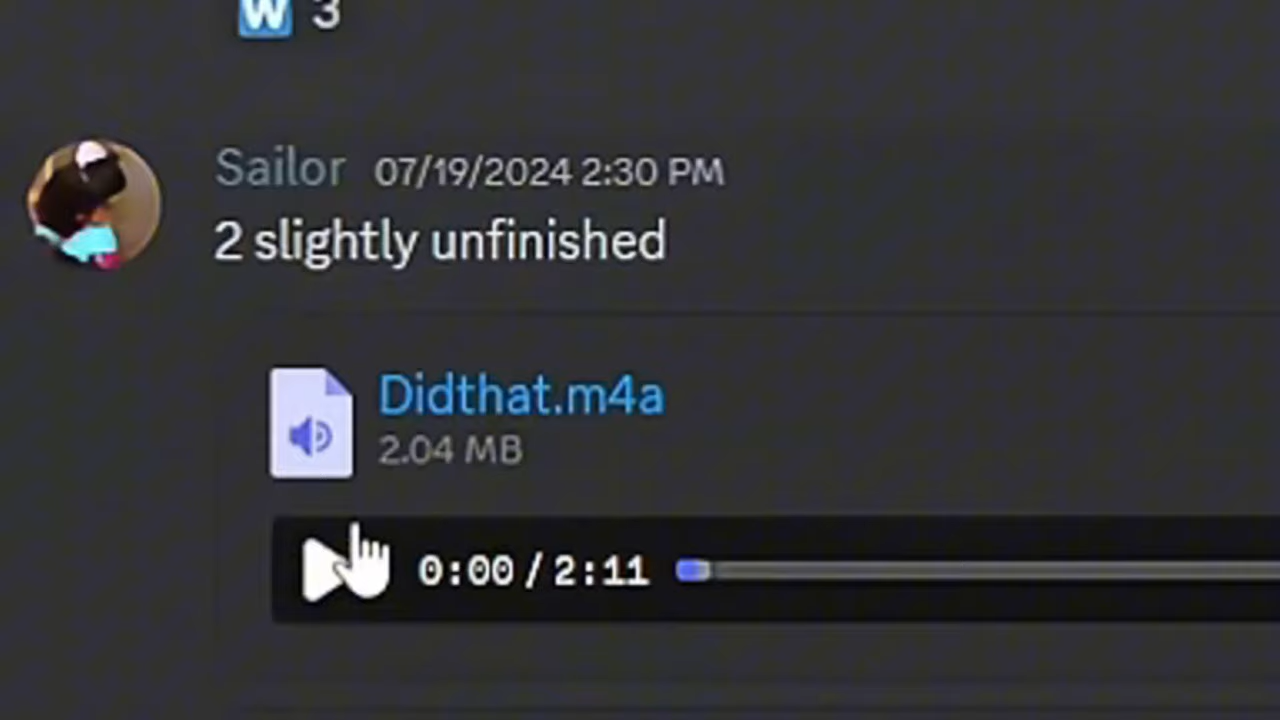 W 3
Sailor 07/19/2024 2:30 PM
2 slightly unfinished
Didthat.m4a
2.04 MB
0:00 / 2:11